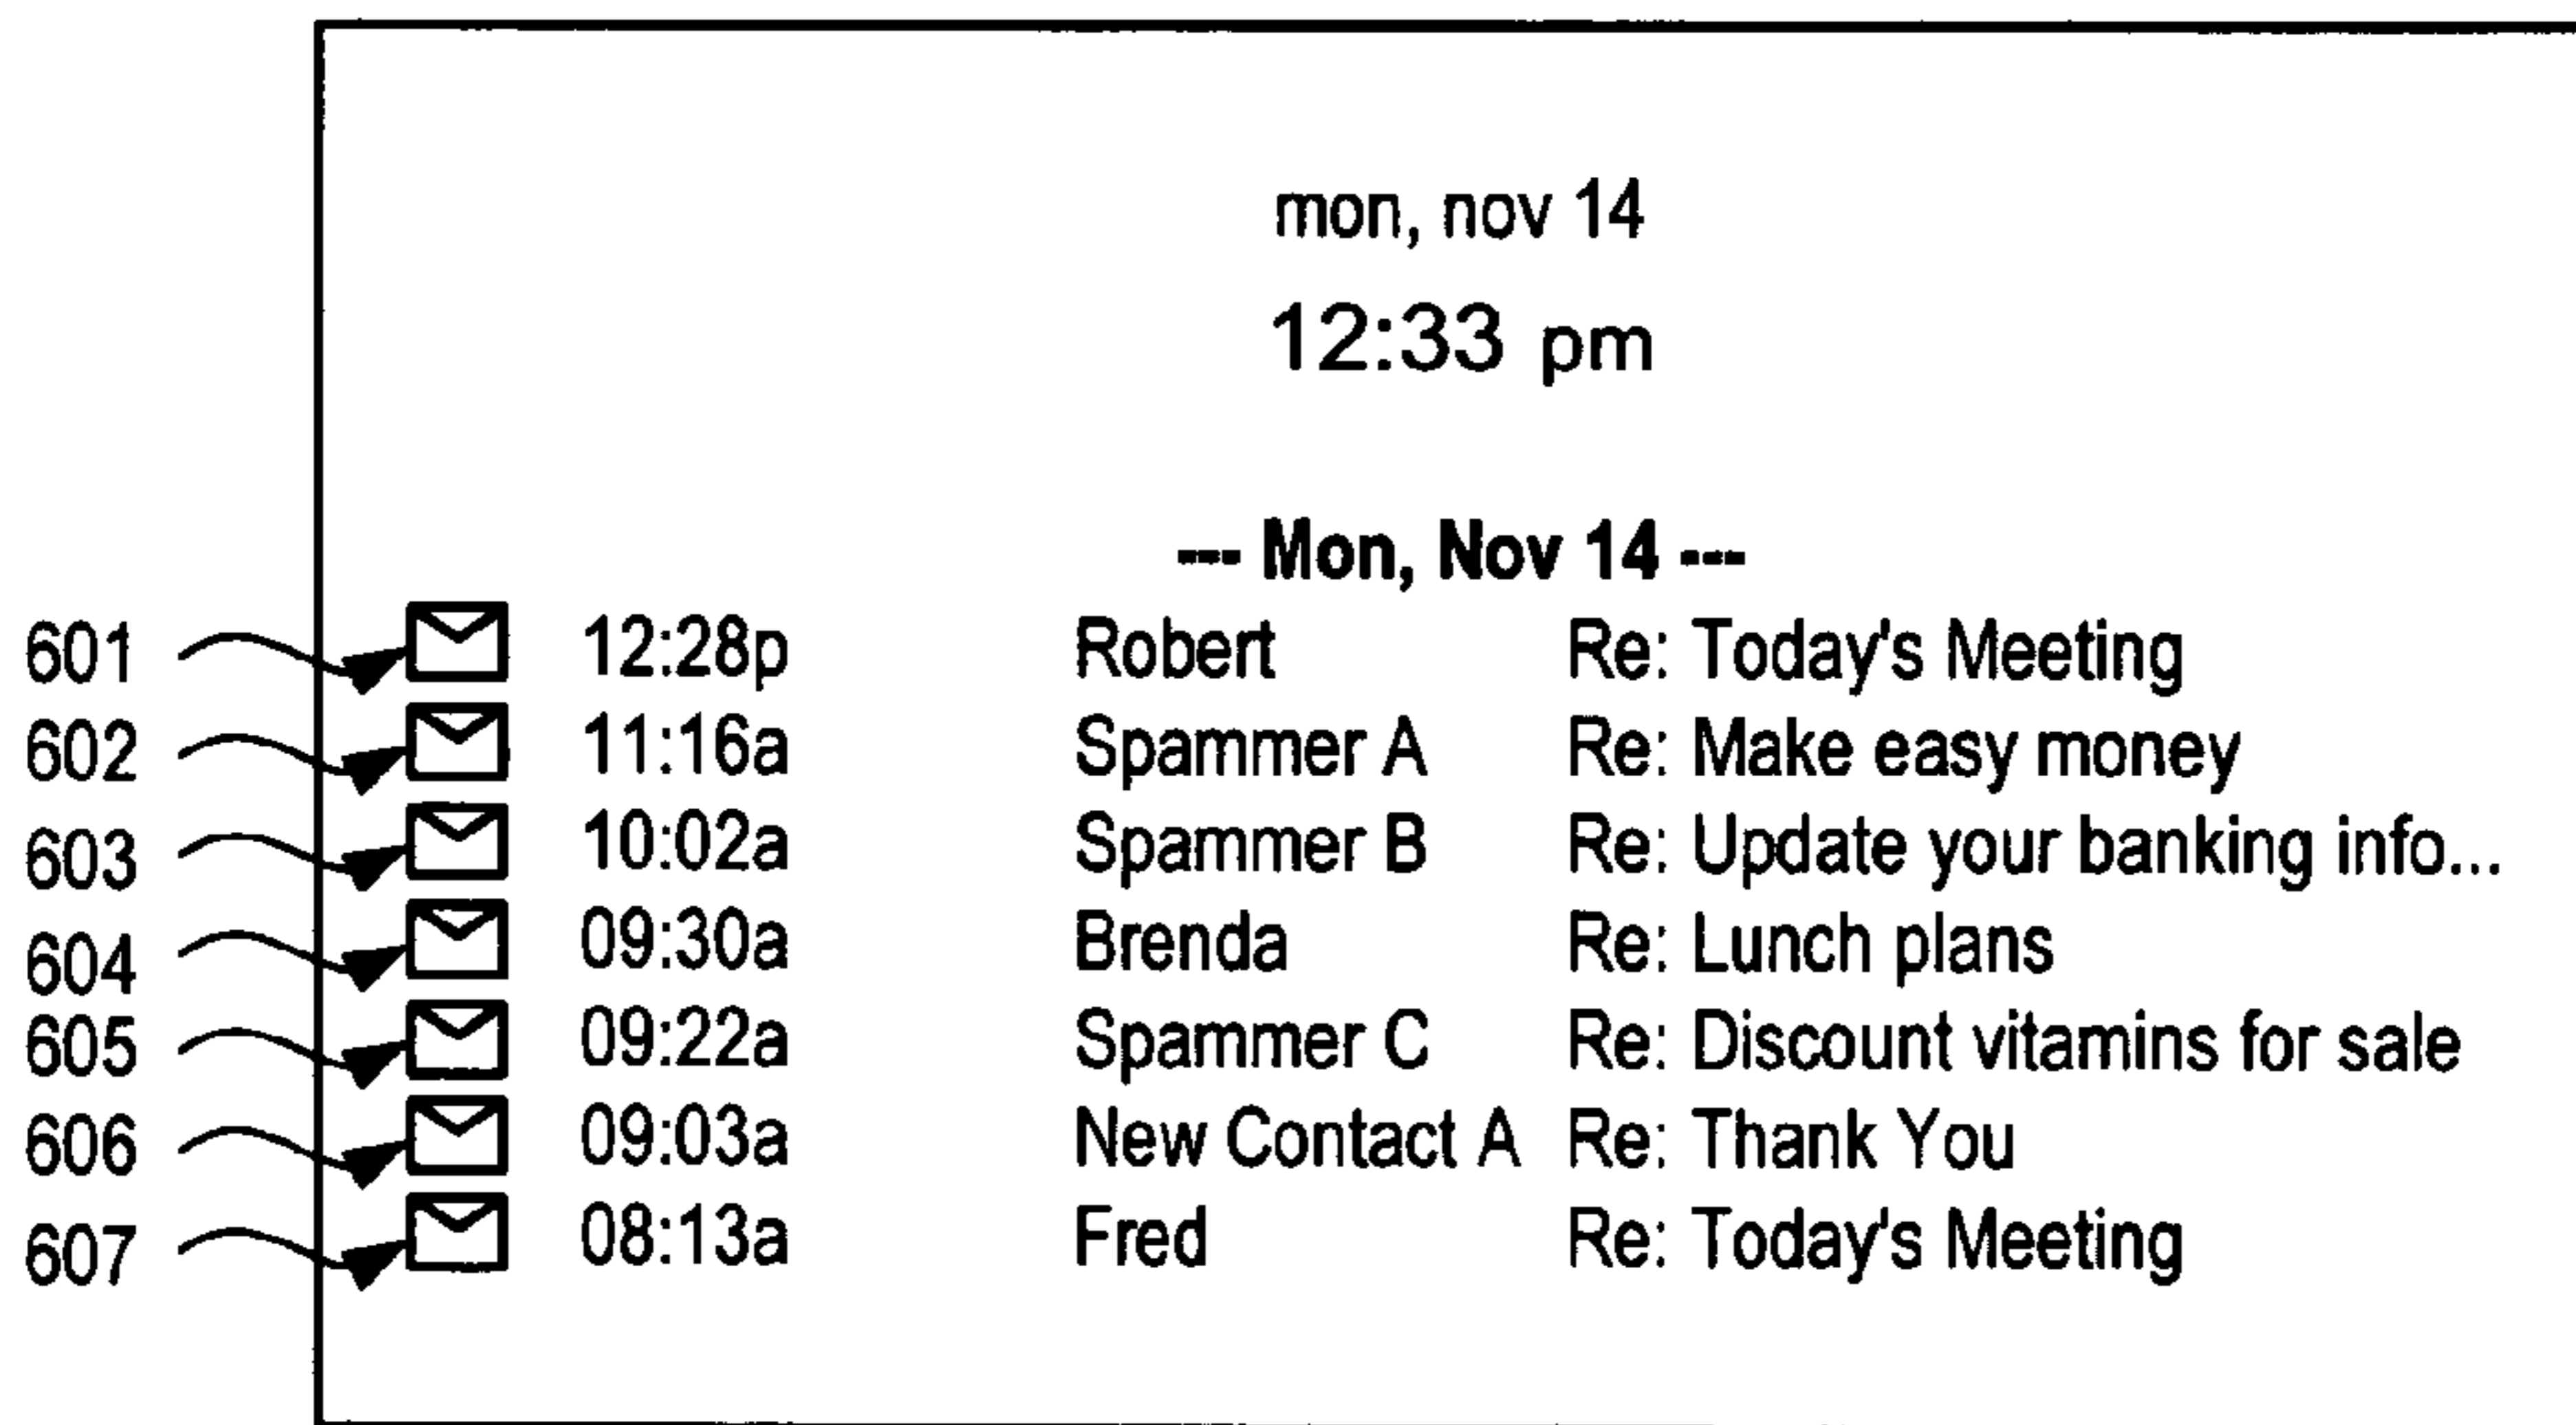 mon, nov 14
12:33 pm
--- Mon, Nov 14 ---
601 12:28p Robert Re: Today's Meeting
602 11:16a Spammer A Re: Make easy money
603 10:02a Spammer B Re: Update your banking info...
604 09:30a Brenda Re: Lunch plans
605 09:22a Spammer C Re: Discount vitamins for sale
606 09:03a New Contact A Re: Thank You
607 08:13a Fred Re: Today's Meeting